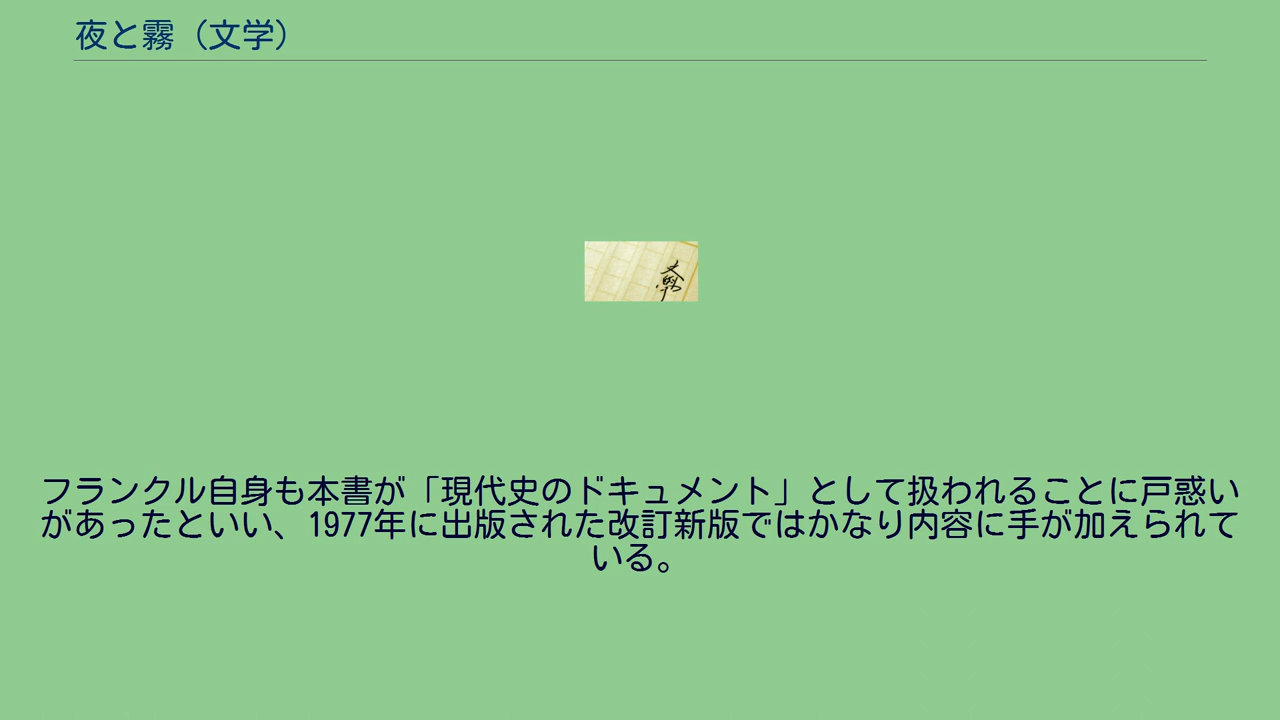 夜と霧（文学）
フランクル自身も本書が「現代史のドキュメント」として扱われることに戸惑い
があったといい、1977年に出版された改訂新版ではかなり内容に手が加えられて
いる。